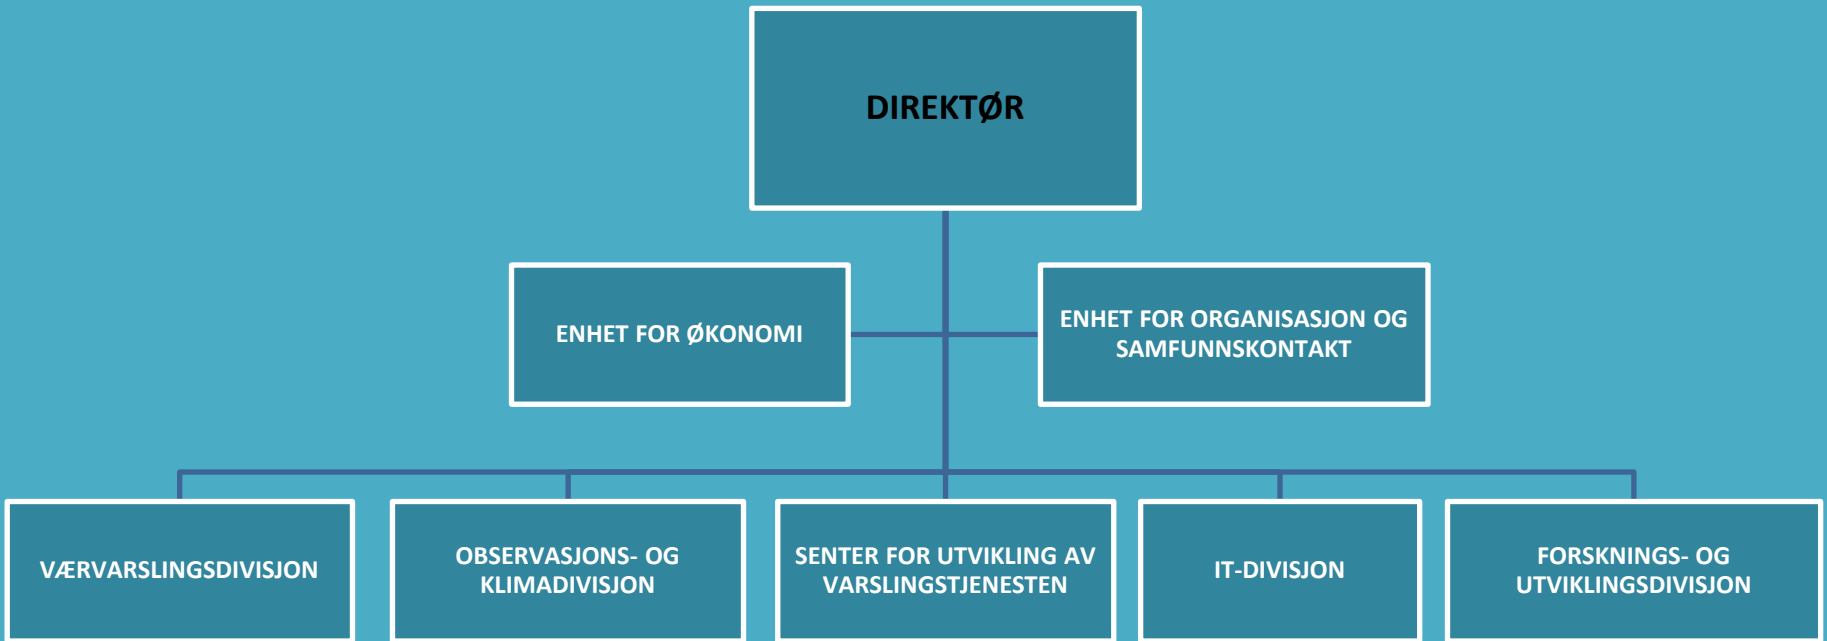 DIREKTØR
ENHET FOR ØKONOMI
ENHET FOR ORGANISASJON OG
SAMFUNNSKONTAKT
VÆRVARSLINGSDIVISJON
OBSERVASJONS- OG
KLIMADIVISJON
SENTER FOR UTVIKLING AV
VARSLINGSTJENESTEN
IT-DIVISJON
FORSKNINGS- OG
UTVIKLINGSDIVISJON